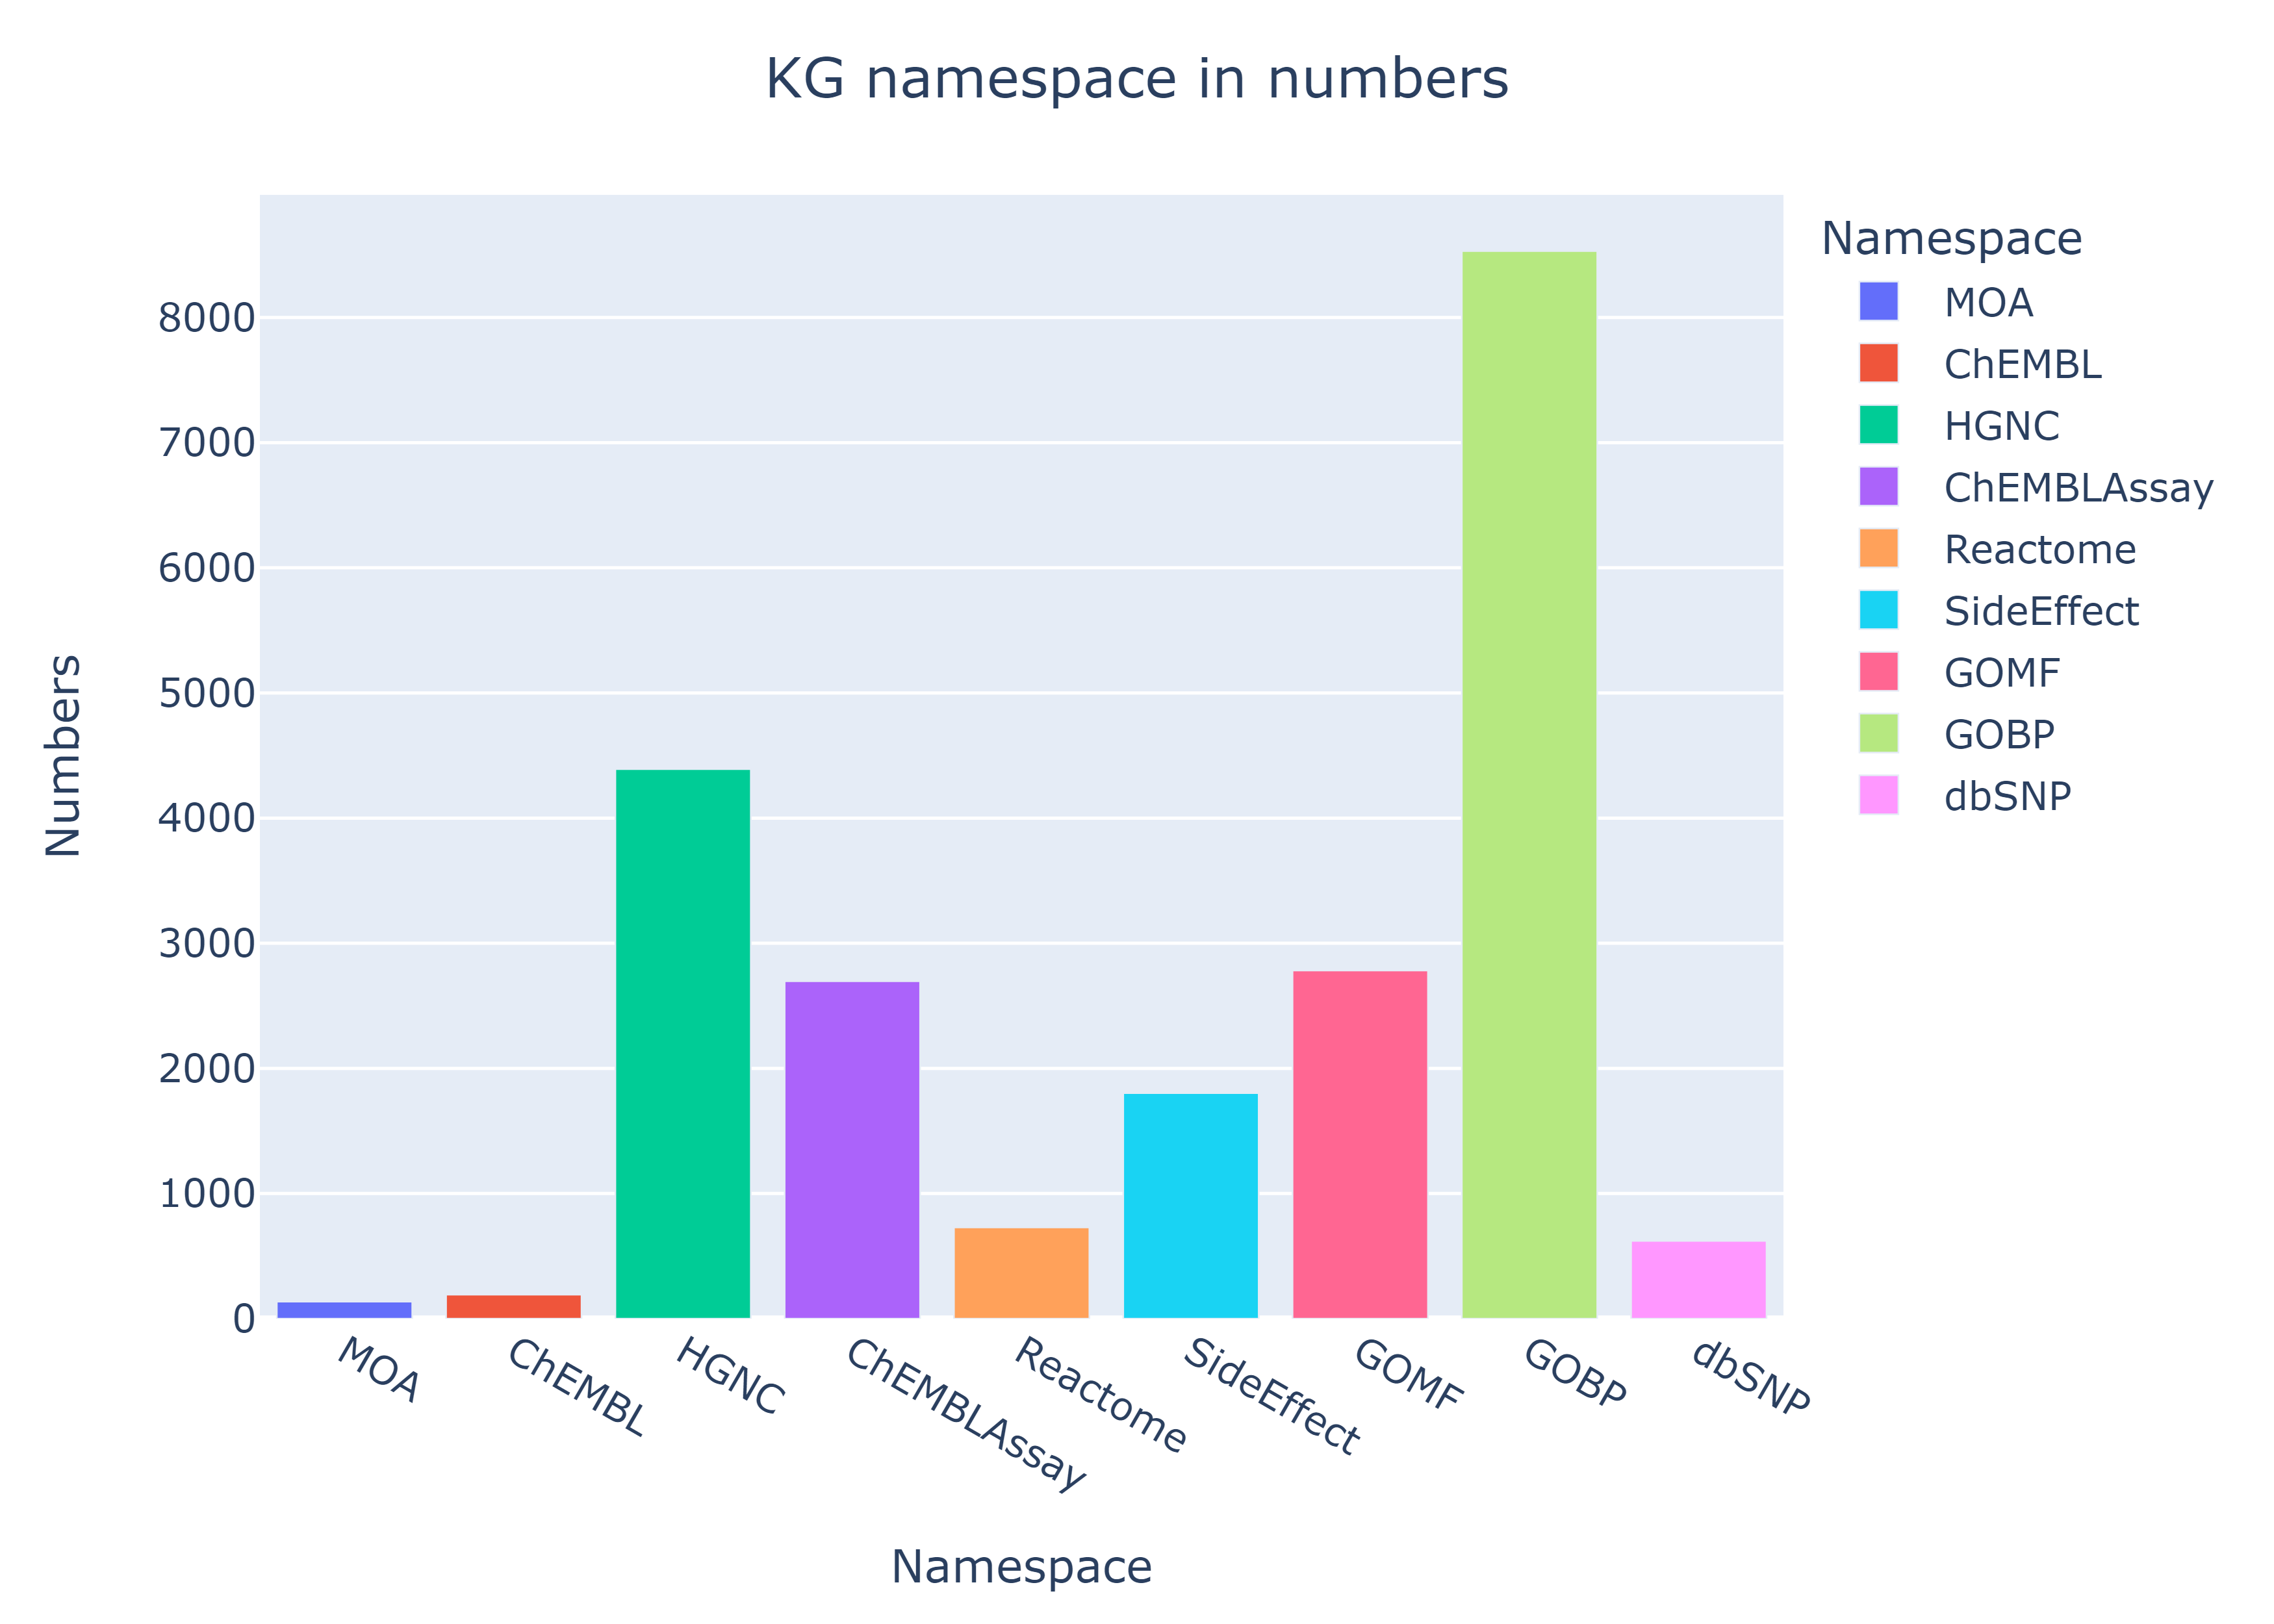 KG namespace in numbers
Numbers
8000
7000
6000
5000
4000
3000
2000
1000
0
MOA
ChEMBL
HGNC
ChEMBLAssay
Reactome
SideEffect
GOMF
GOBP
dbSNP
Namespace
Namespace
MOA
ChEMBL
HGNC
ChEMBLAssay
Reactome
SideEffect
GOMF
GOBP
dbSNP